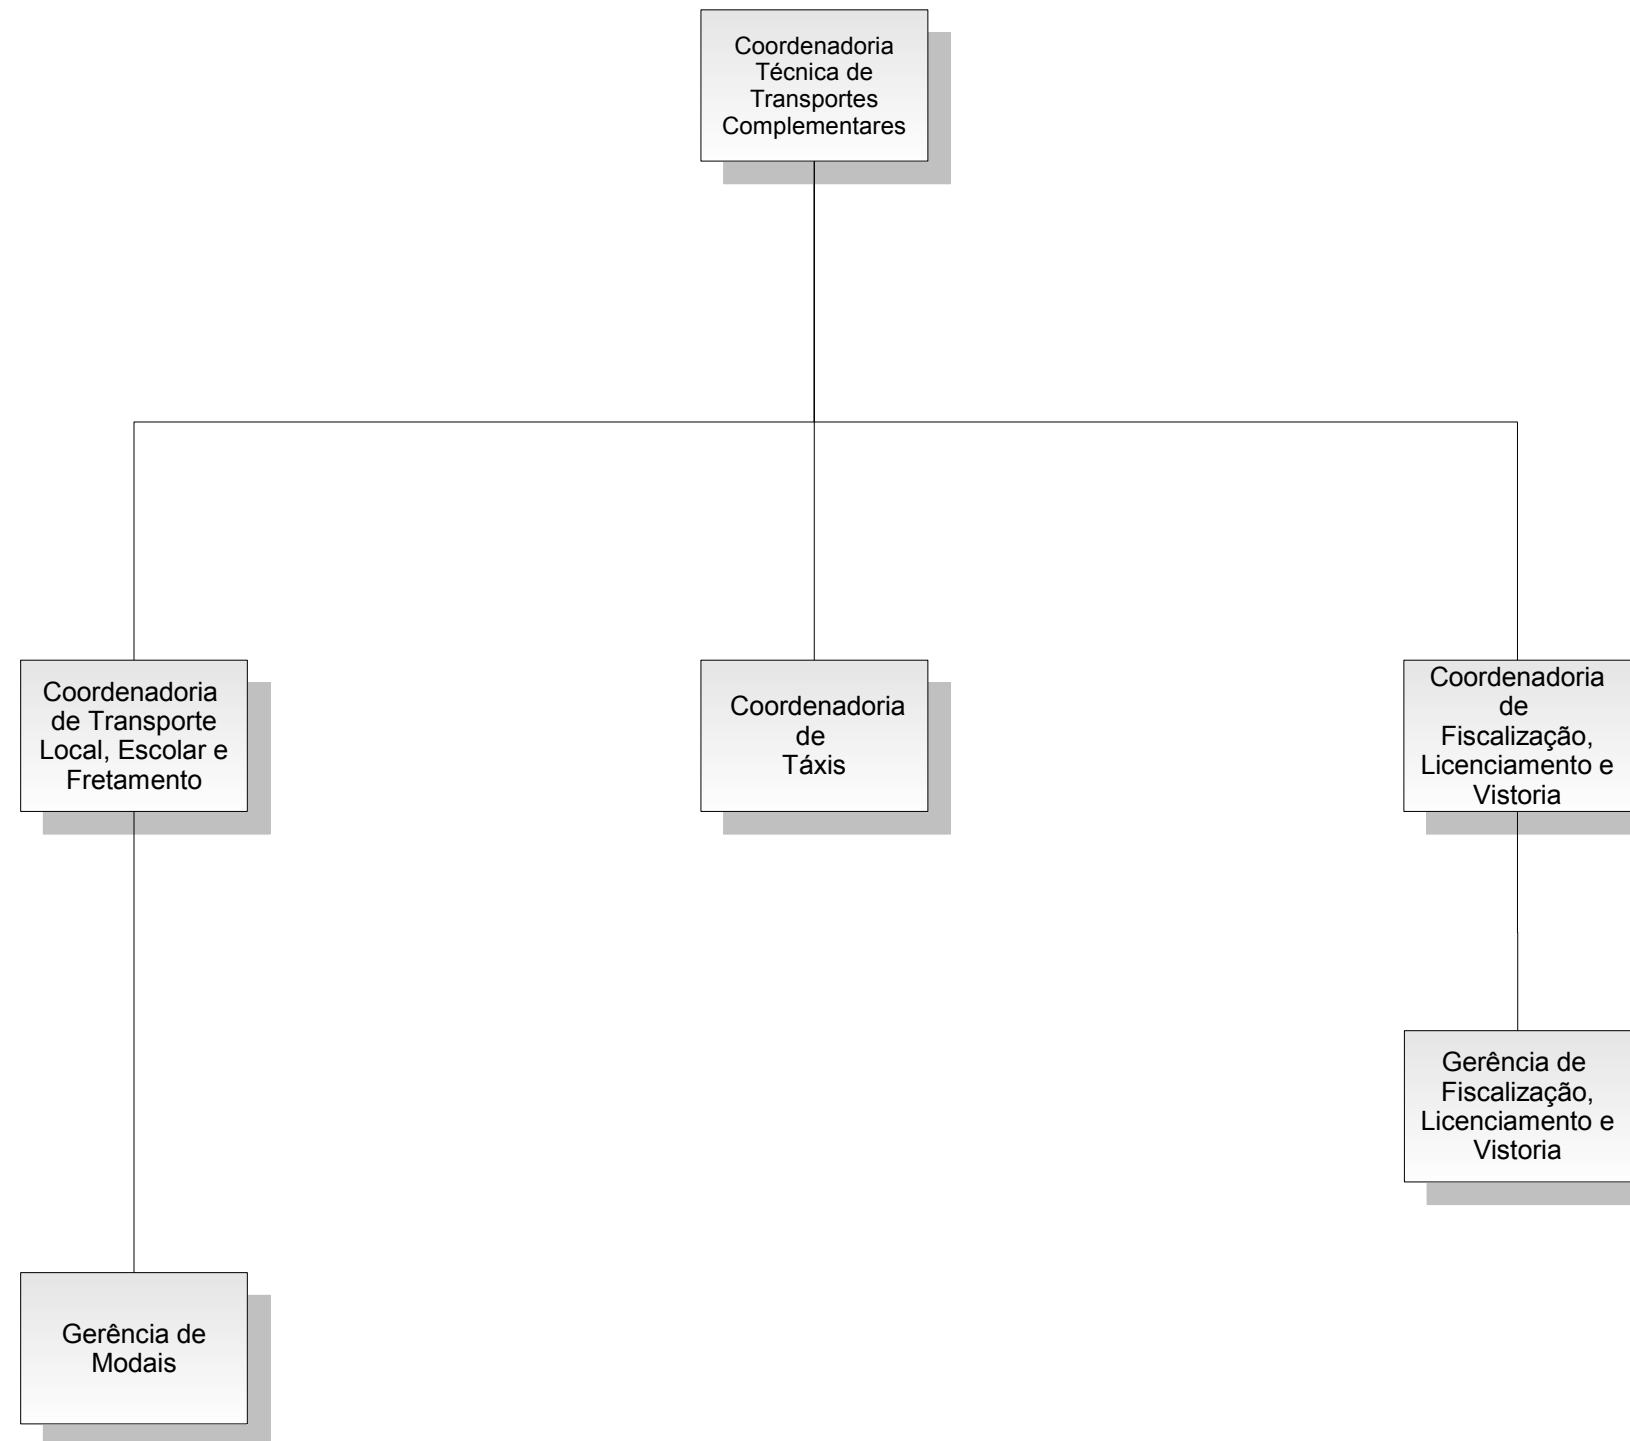 Coordenadoria
Técnica de
Transportes
Complementares
Coordenadoria
de Transporte
Local, Escolar e
Fretamento
Coordenadoria
de
Táxis
Coordenadoria
de
Fiscalização,
Licenciamento e
Vistoria
Gerência de
Fiscalização,
Licenciamento e
Vistoria
Gerência de
Modais